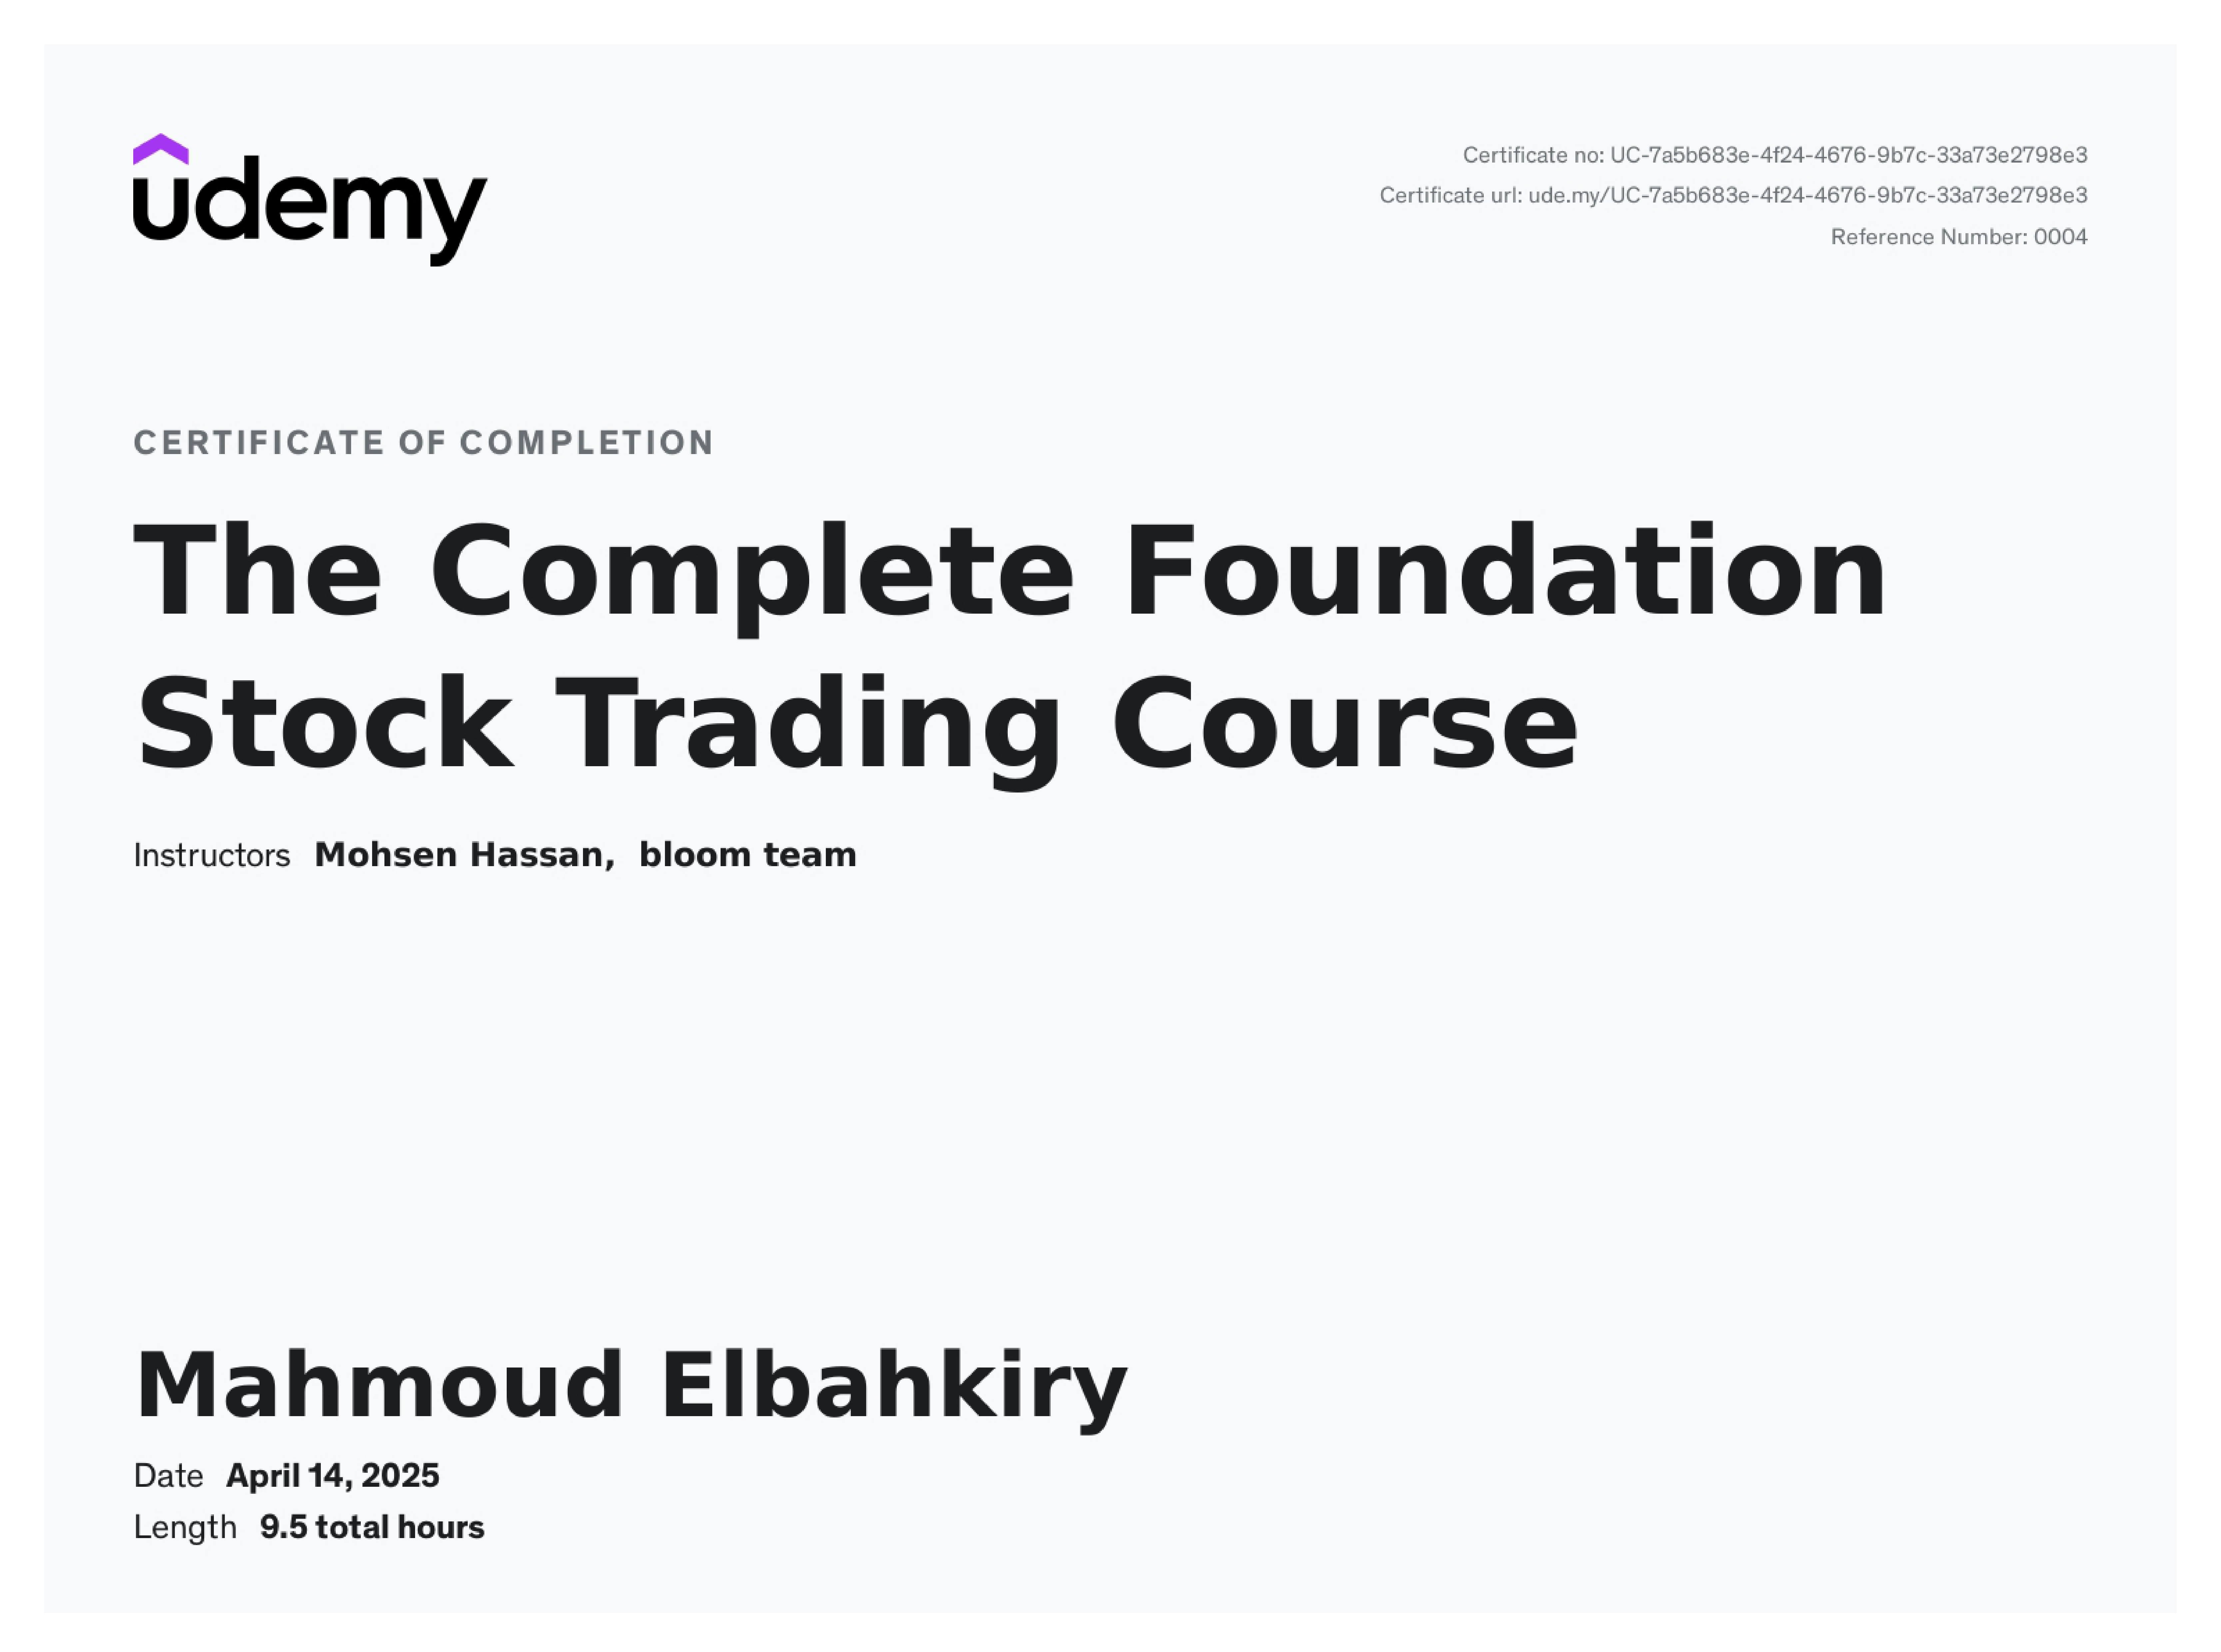 udemy
Certificate no: UC-7a5b683e-4f24-4676-9b7c-33a73e2798e3
Certificate url: ude.my/UC-7a5b683e-4f24-4676-9b7c-33a73e2798e3
Reference Number: 0004
CERTIFICATE OF COMPLETION
The Complete Foundation
Stock Trading Course
Instructors Mohsen Hassan, bloom team
Mahmoud Elbahkiry
Date April 14, 2025
Length 9.5 total hours